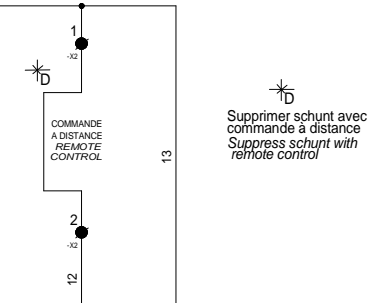 1
-X2
D
COMMANDE
A DISTANCE
REMOTE
CONTROL
13
2
-X2
12
D
Supprimer schunt avec
commande à distance
Suppress schunt with
remote control